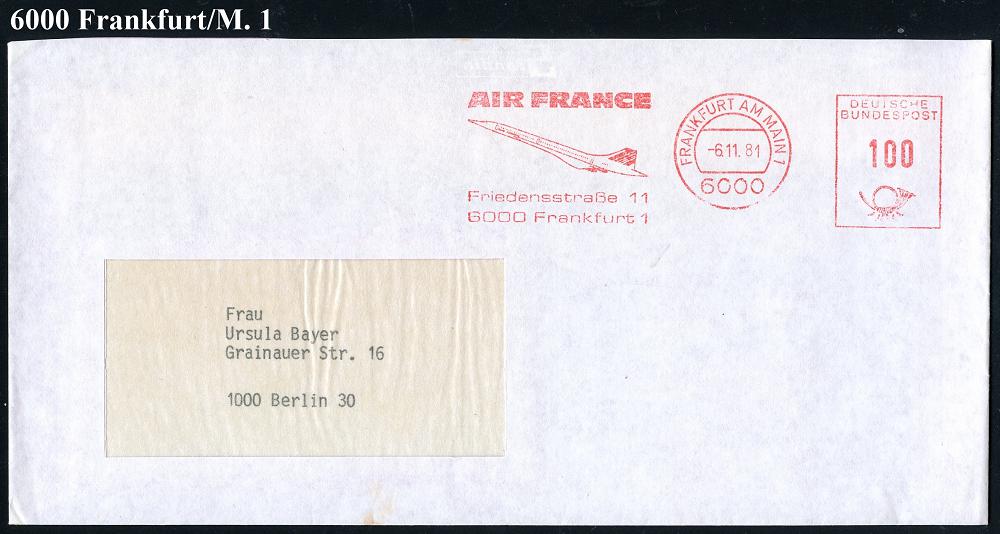 6000 Frankfurt/M. 1
AIR FRANCE
Friedensstraße 11
6000 Frankfurt 1
FRANKFURT AM MAIN 1
-6.11.81
6000
DEUTSCHE
BUNDESPOST
100
Frau
Ursula Bayer
Grainauer Str. 16
1000 Berlin 30